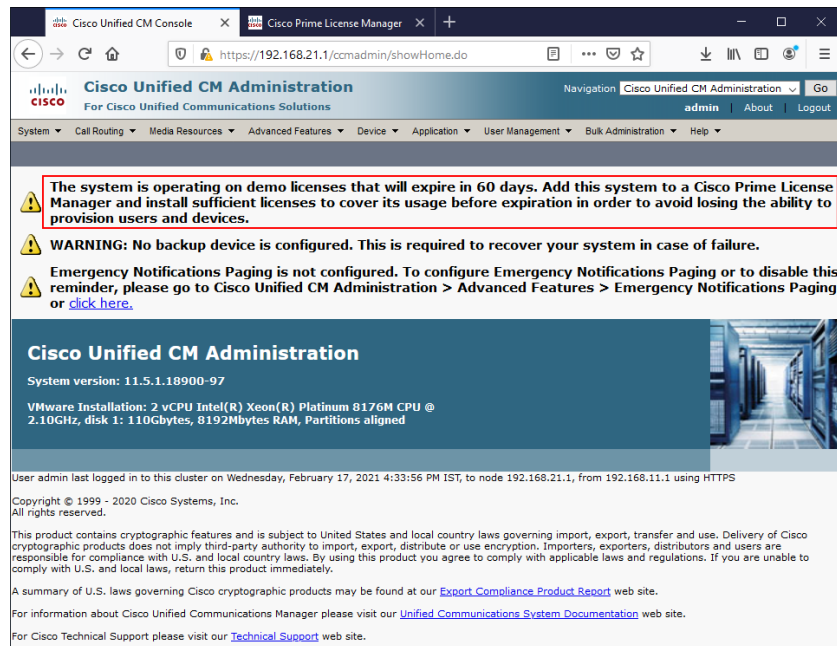 Cisco Unified CM Console
Cisco Prime License Manager
https://192.168.21.1/ccmadmin/showHome.do
cisco
Cisco Unified CM Administration
For Cisco Unified Communications Solutions
Navigation Cisco Unified CM Administration Go
admin | About | Logout
System Call Routing Media Resources Advanced Features Device Application User Management Bulk Administration Help
The system is operating on demo licenses that will expire in 60 days. Add this system to a Cisco Prime License
Manager and install sufficient licenses to cover its usage before expiration in order to avoid losing the ability to
provision users and devices.
WARNING: No backup device is configured. This is required to recover your system in case of failure.
Emergency Notifications Paging is not configured. To configure Emergency Notifications Paging or to disable this
reminder, please go to Cisco Unified CM Administration > Advanced Features > Emergency Notifications Paging
or click here.
Cisco Unified CM Administration
System version: 11.5.1.18900-97
VMware Installation: 2 vCPU Intel(R) Xeon(R) Platinum 8176M CPU @
2.10GHz, disk 1: 110Gbytes, 8192Mbytes RAM, Partitions aligned
User admin last logged in to this cluster on Wednesday, February 17, 2021 4:33:56 PM IST, to node 192.168.21.1, from 192.168.11.1 using HTTPS
Copyright © 1999 - 2020 Cisco Systems, Inc.
All rights reserved.
This product contains cryptographic features and is subject to United States and local country laws governing import, export, transfer and use. Delivery of Cisco
cryptographic products does not imply third-party authority to import, export, distribute or use encryption. Importers, exporters, distributors and users are
responsible for compliance with U.S. and local country laws. By using this product you agree to comply with applicable laws and regulations. If you are unable to
comply with U.S. and local laws, return this product immediately.
A summary of U.S. laws governing Cisco cryptographic products may be found at our Export Compliance Product Report web site.
For information about Cisco Unified Communications Manager please visit our Unified Communications System Documentation web site.
For Cisco Technical Support please visit our Technical Support web site.